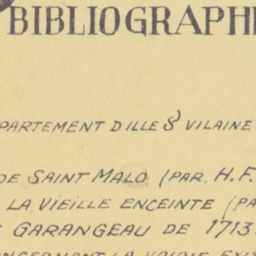 BIBLIOGRAPHI
PARTEMENT D ILLE & VILAINE
DE SAINT MALO (PAR. H.F.
LA VIEILLE ENCEINTE (PA
GARANGEAU DE 1713